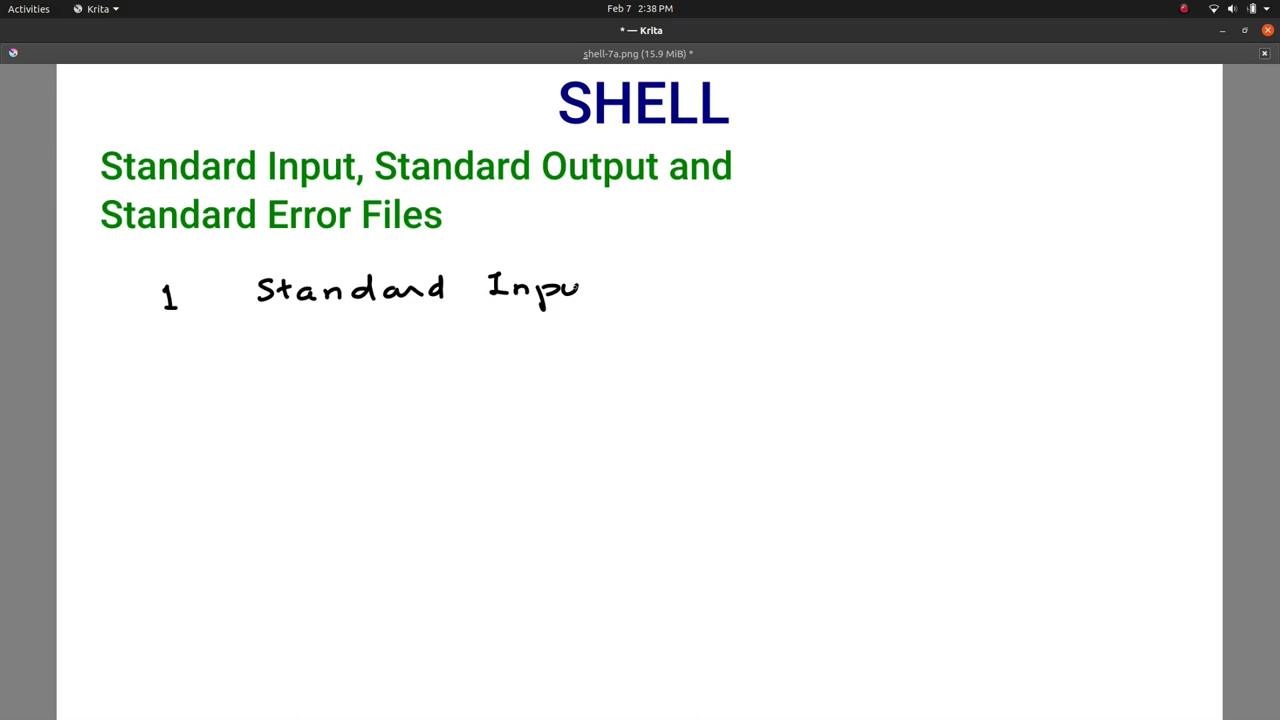 Activities Krita Feb 7 2:38 PM
* — Krita
shell-7a.png (15.9 MiB) *
SHELL
Standard Input, Standard Output and
Standard Error Files
1 Standard Inpu